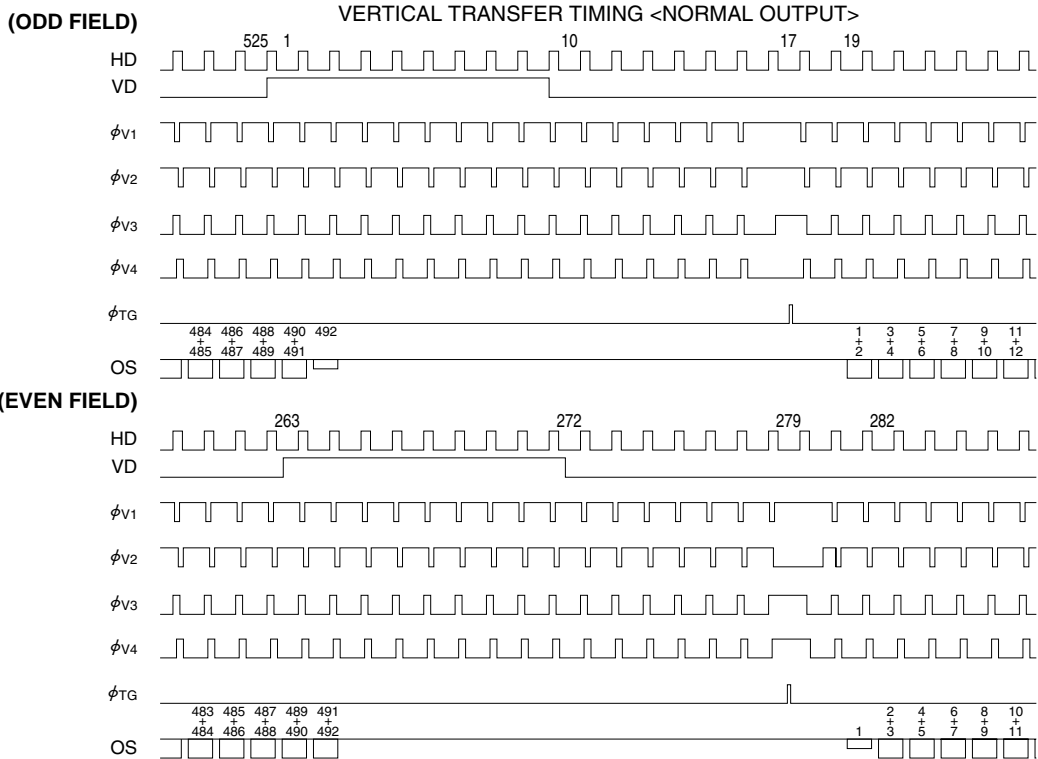 VERTICAL TRANSFER TIMING <NORMAL OUTPUT>
(ODD FIELD)
525 1 10 17 19
HD
VD
ϕV1
ϕV2
ϕV3
ϕV4
ϕTG
484 486 488 490 492 1 3 5 7 9 11
+ + + + + + + + + +
485 487 489 491 2 4 6 8 10 12
OS
(EVEN FIELD)
263 272 279 282
HD
VD
ϕV1
ϕV2
ϕV3
ϕV4
ϕTG
483 485 487 489 491 2 4 6 8 10
+ + + + + + + + + +
484 486 488 490 492 1 3 5 7 9 11
OS